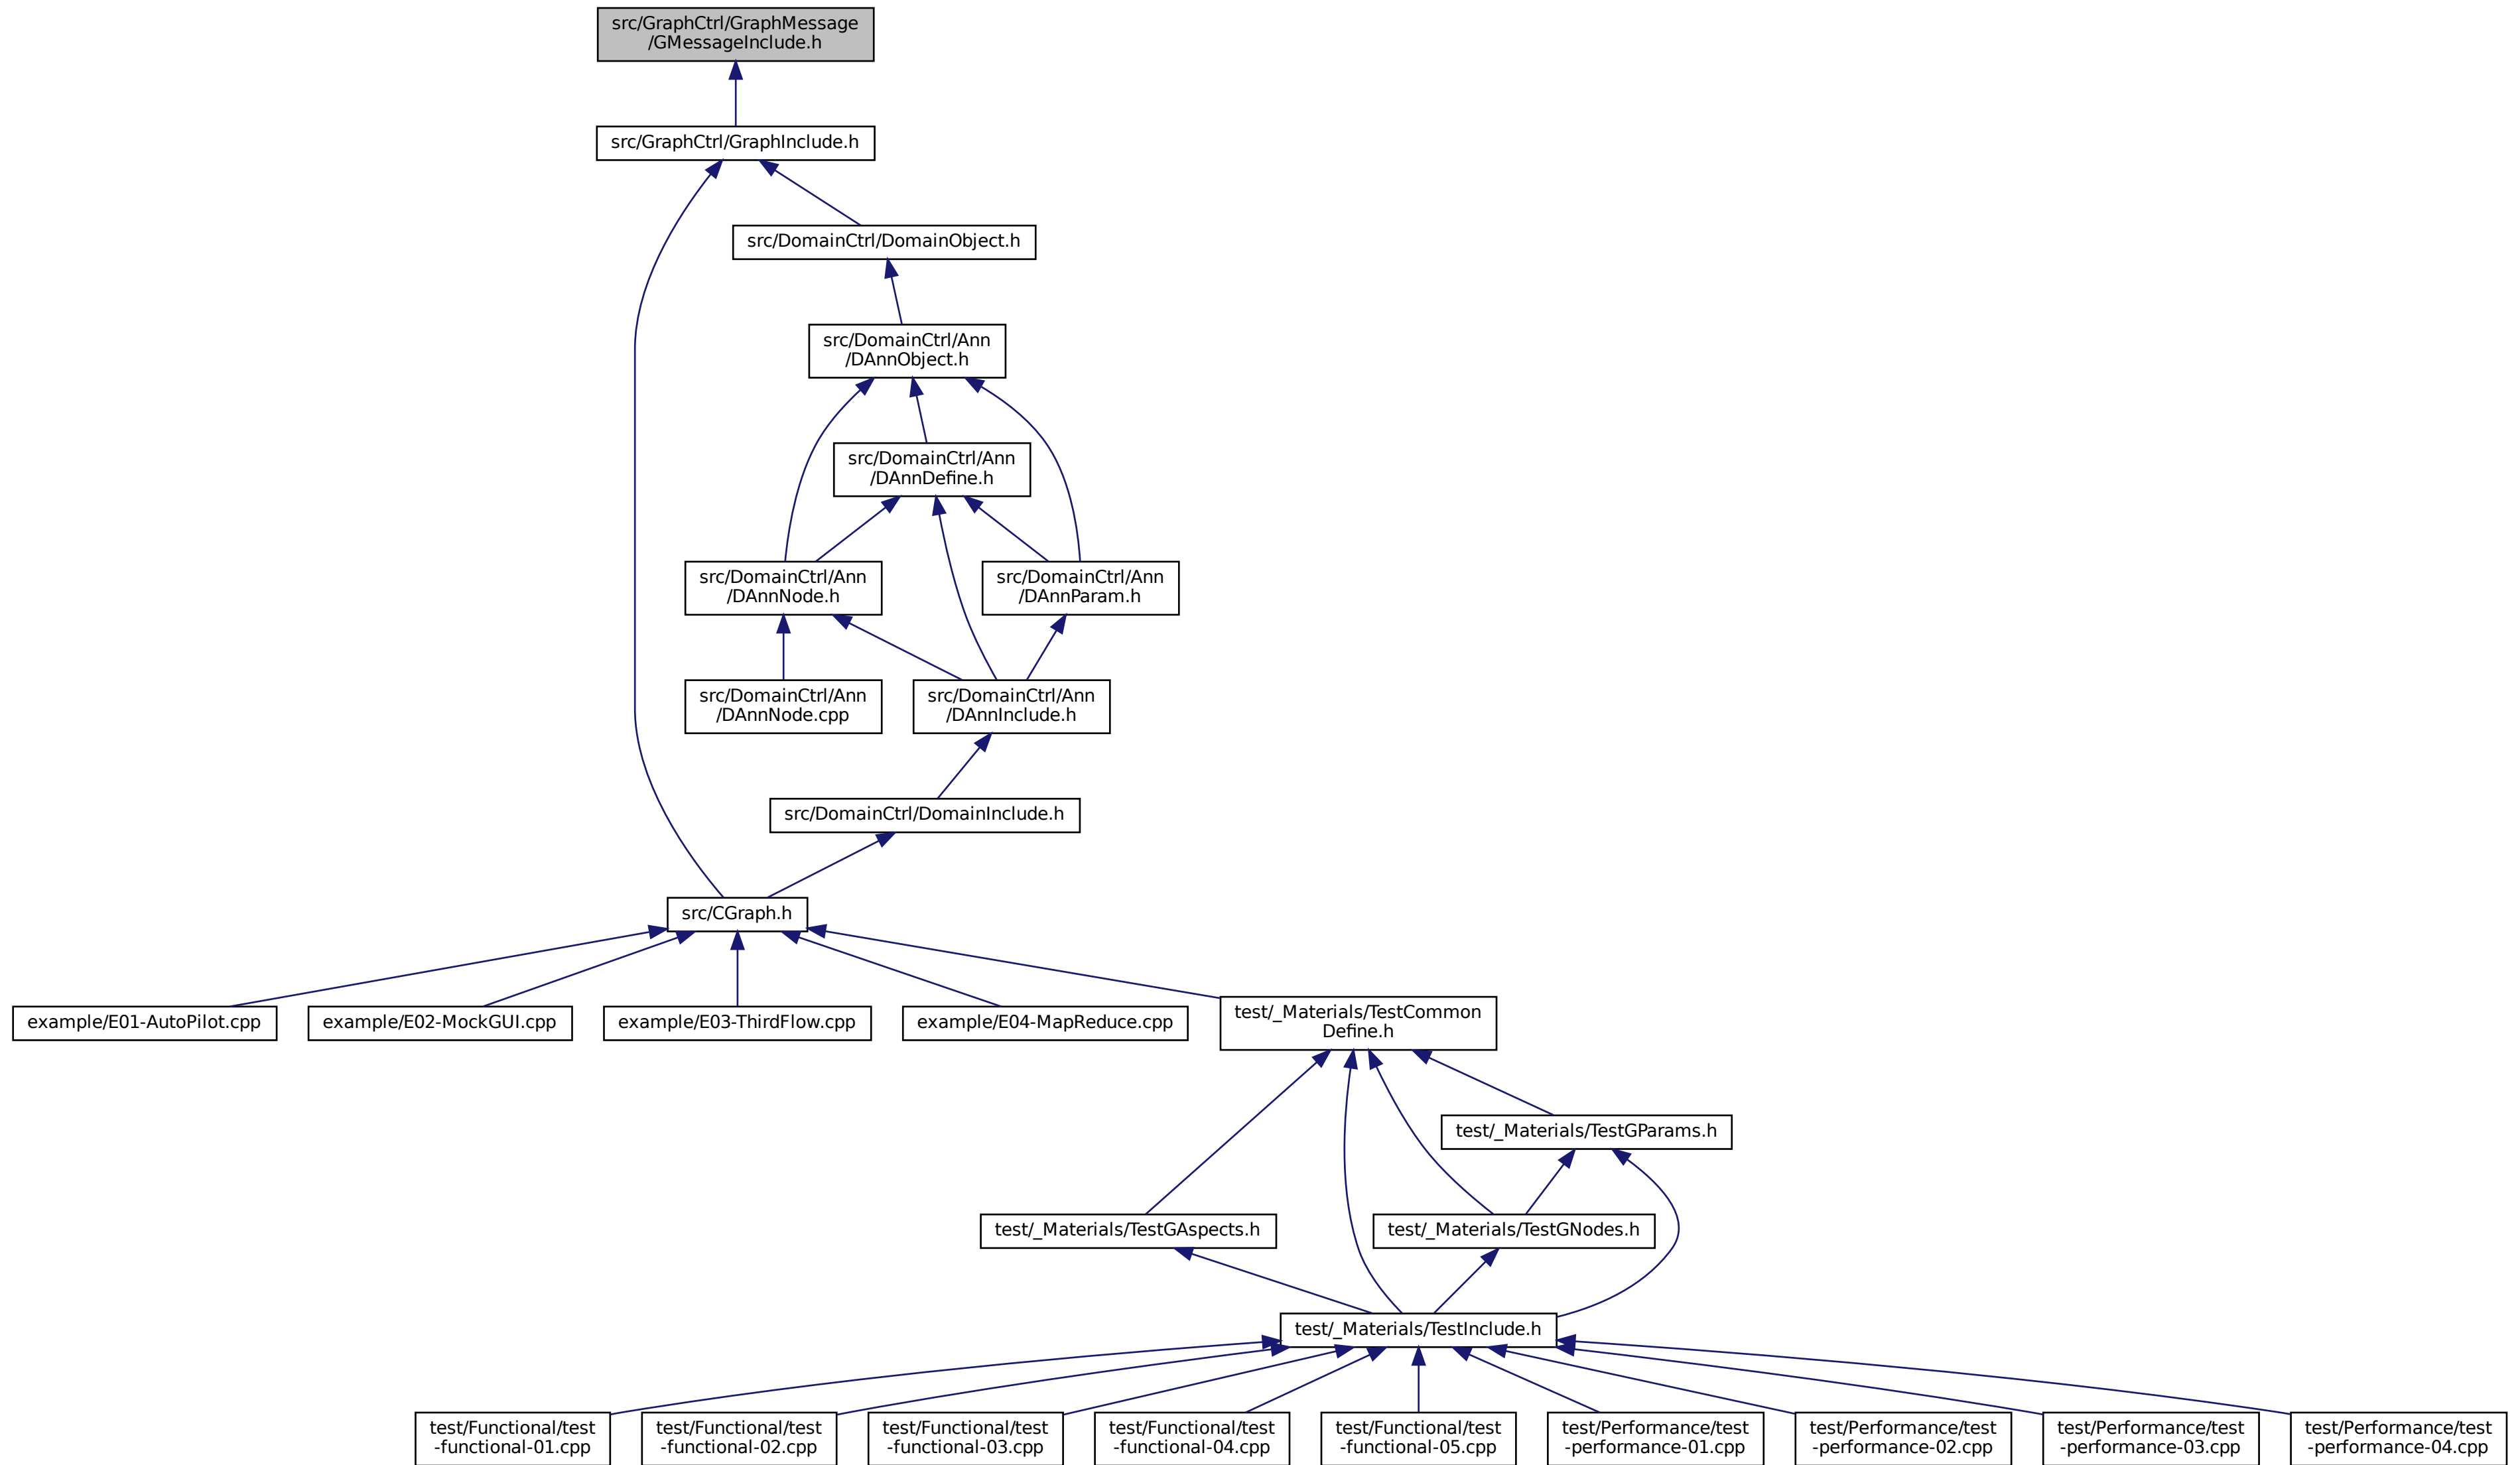 src/GraphCtrl/GraphMessage
/GMessageInclude.h
src/GraphCtrl/GraphInclude.h
src/DomainCtrl/DomainObject.h
src/DomainCtrl/Ann
/DAnnObject.h
src/DomainCtrl/Ann
/DAnnDefine.h
src/DomainCtrl/Ann
/DAnnNode.h
src/DomainCtrl/Ann
/DAnnParam.h
src/DomainCtrl/Ann
/DAnnNode.cpp
src/DomainCtrl/Ann
/DAnnInclude.h
src/DomainCtrl/DomainInclude.h
src/CGraph.h
example/E01-AutoPilot.cpp
example/E02-MockGUI.cpp
example/E03-ThirdFlow.cpp
example/E04-MapReduce.cpp
test/_Materials/TestCommon
Define.h
test/_Materials/TestGParams.h
test/_Materials/TestGAspects.h
test/_Materials/TestGNodes.h
test/_Materials/TestInclude.h
test/Functional/test
-functional-01.cpp
test/Functional/test
-functional-02.cpp
test/Functional/test
-functional-03.cpp
test/Functional/test
-functional-04.cpp
test/Functional/test
-functional-05.cpp
test/Performance/test
-performance-01.cpp
test/Performance/test
-performance-02.cpp
test/Performance/test
-performance-03.cpp
test/Performance/test
-performance-04.cpp